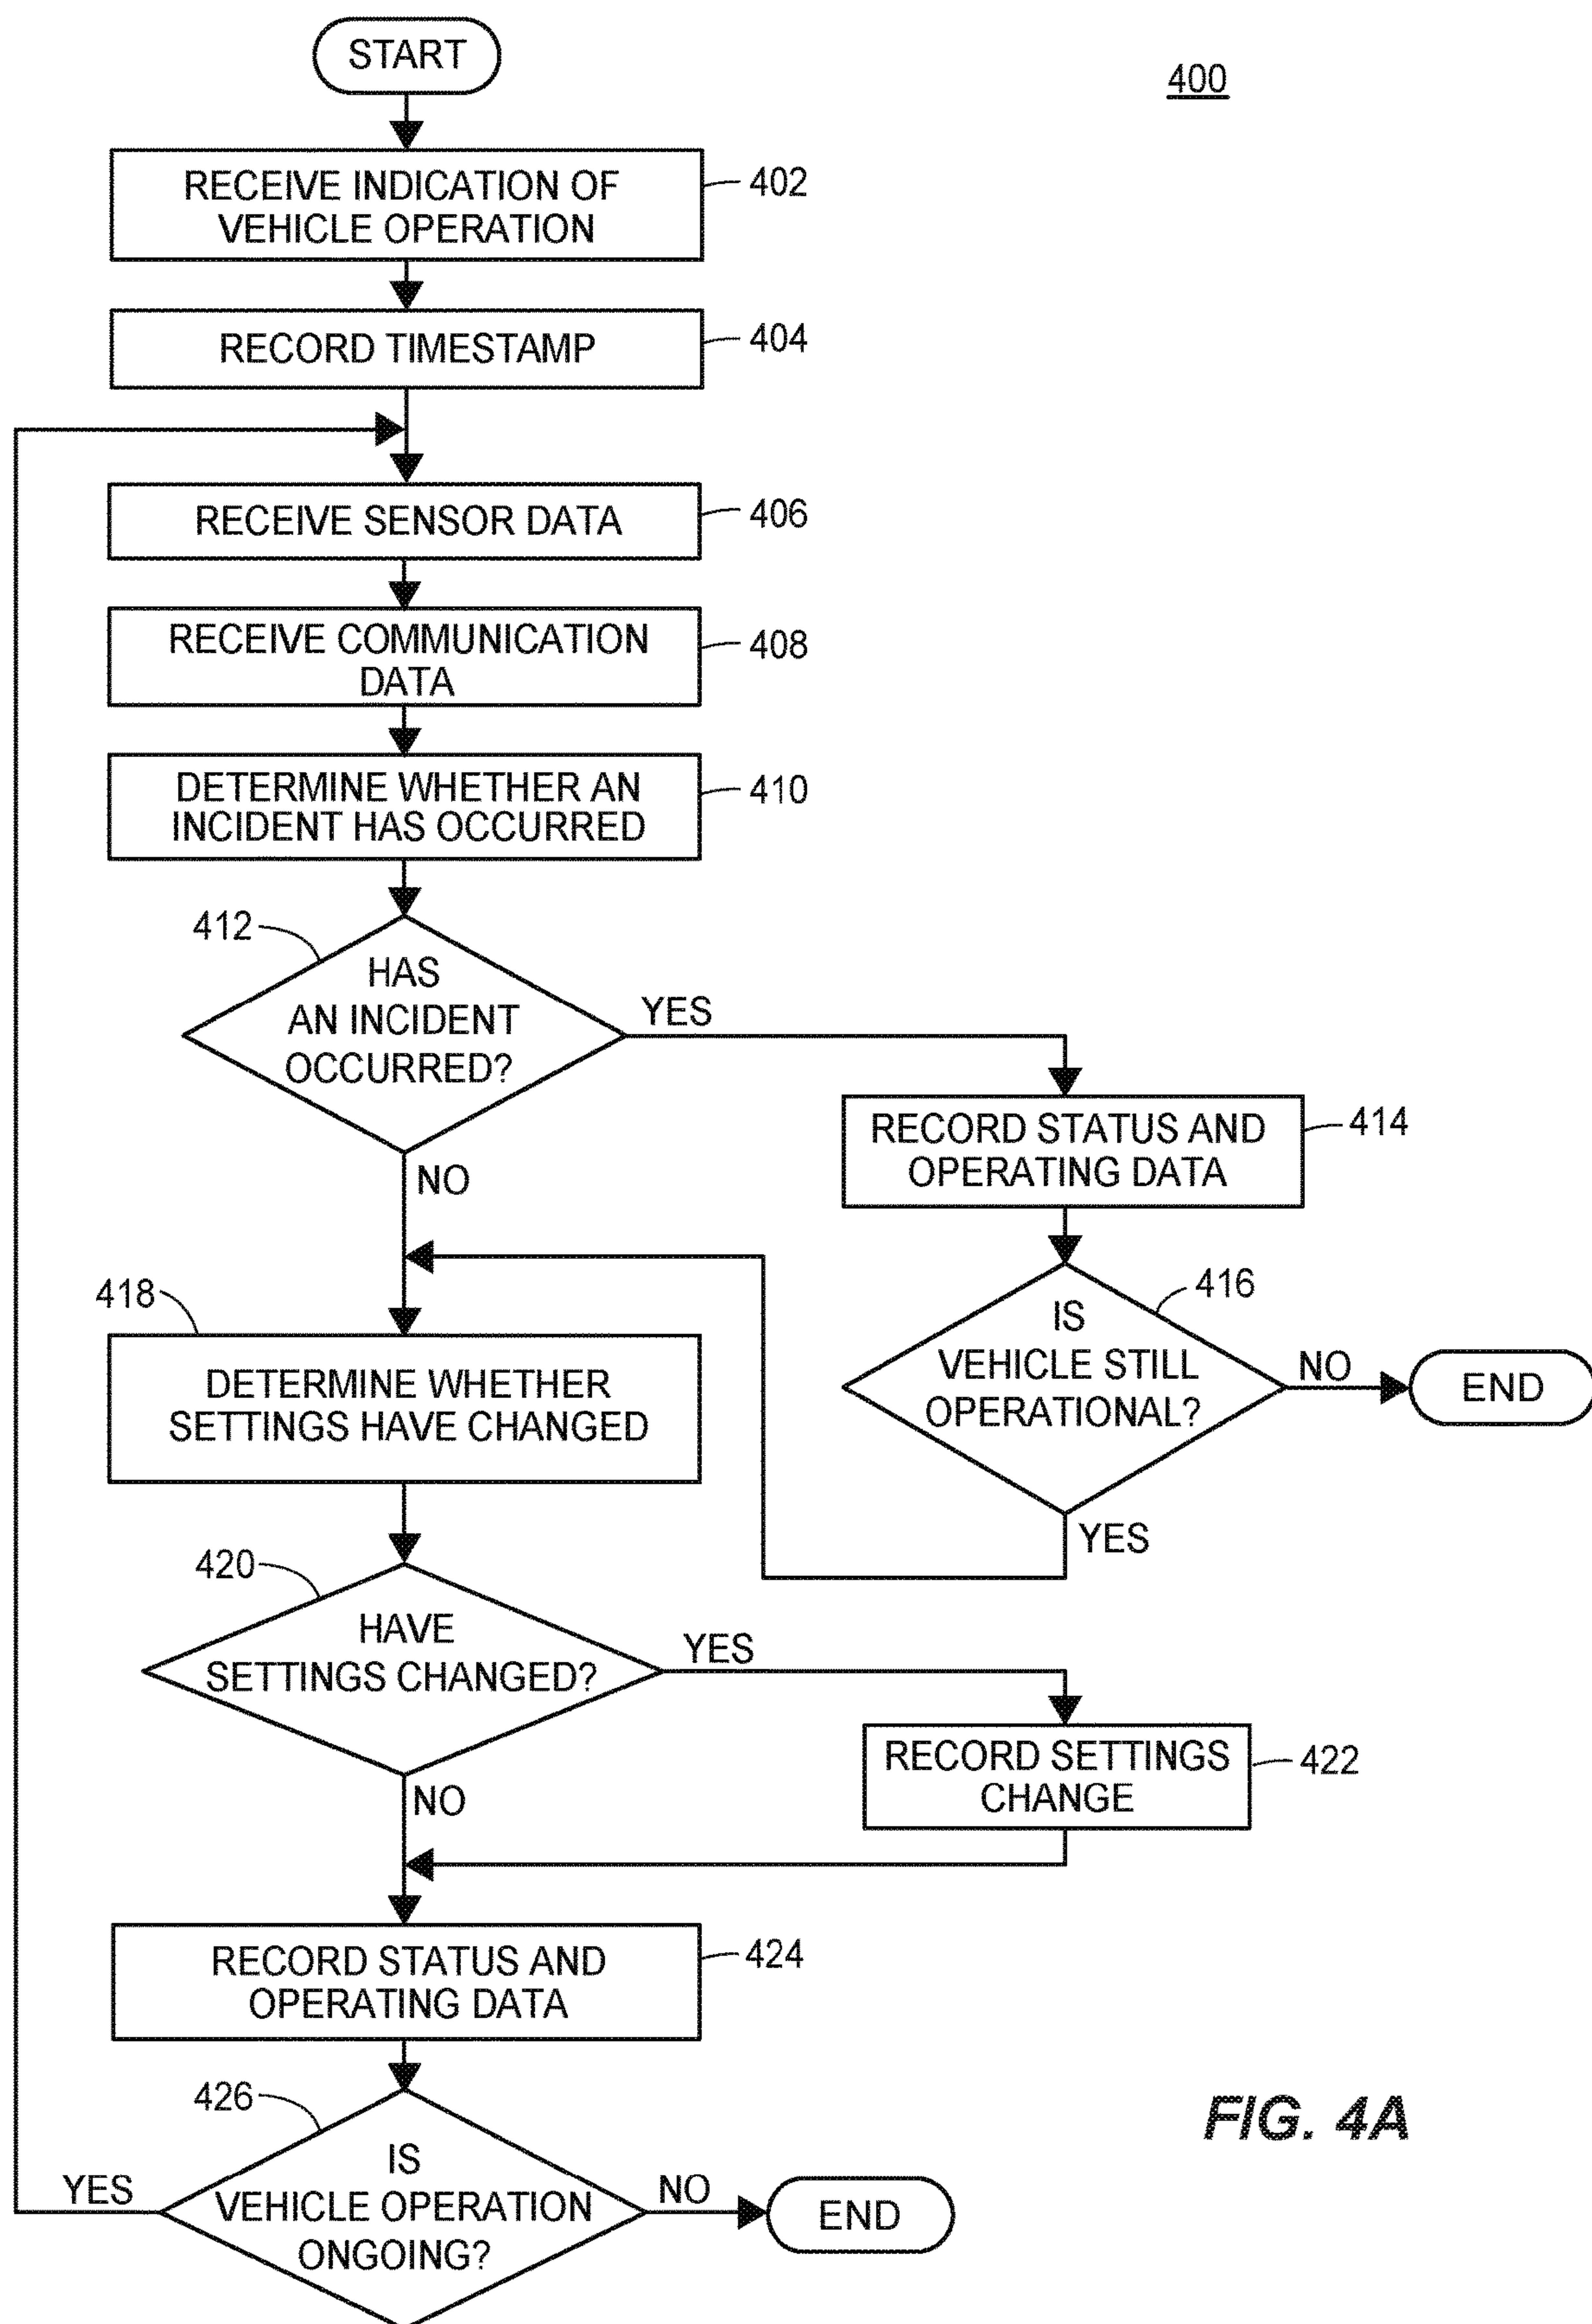 START
400
RECEIVE INDICATION OF
VEHICLE OPERATION
402
RECORD TIMESTAMP
404
RECEIVE SENSOR DATA
406
RECEIVE COMMUNICATION
DATA
408
DETERMINE WHETHER AN
INCIDENT HAS OCCURRED
410
412
HAS
AN INCIDENT
OCCURRED?
YES
NO
RECORD STATUS AND
OPERATING DATA
414
416
IS
VEHICLE STILL
OPERATIONAL?
NO
END
YES
418
DETERMINE WHETHER
SETTINGS HAVE CHANGED
420
HAVE
SETTINGS CHANGED?
YES
NO
RECORD SETTINGS
CHANGE
422
RECORD STATUS AND
OPERATING DATA
424
426
IS
VEHICLE OPERATION
ONGOING?
YES
NO
END
FIG. 4A